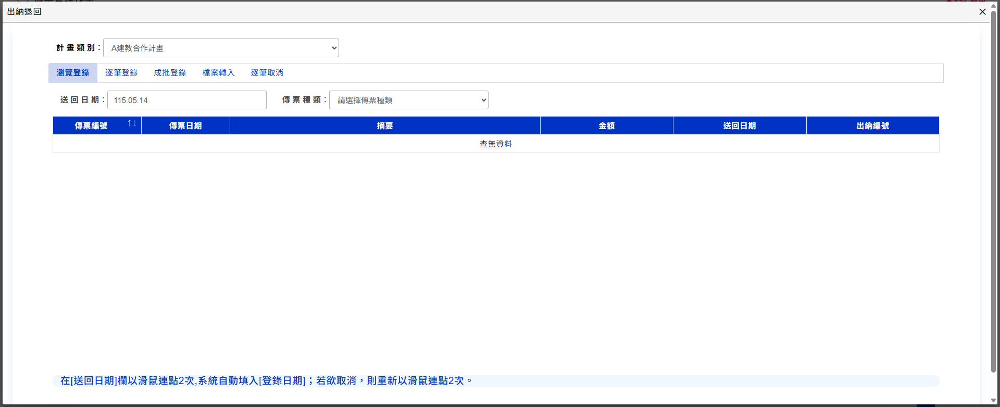 出納退回
計畫類別：
A建教合作計畫
瀏覽登錄 逐筆登錄 成批登錄 檔案轉入 逐筆取消
送回日期： 115.05.14 傳票種類： 請選擇傳票種類
傳票編號 傳票日期 摘要 金額 送回日期 出納編號
查無資料
在[送回日期]欄以滑鼠連點2次,系統自動填入[登錄日期]；若欲取消，則重新以滑鼠連點2次。